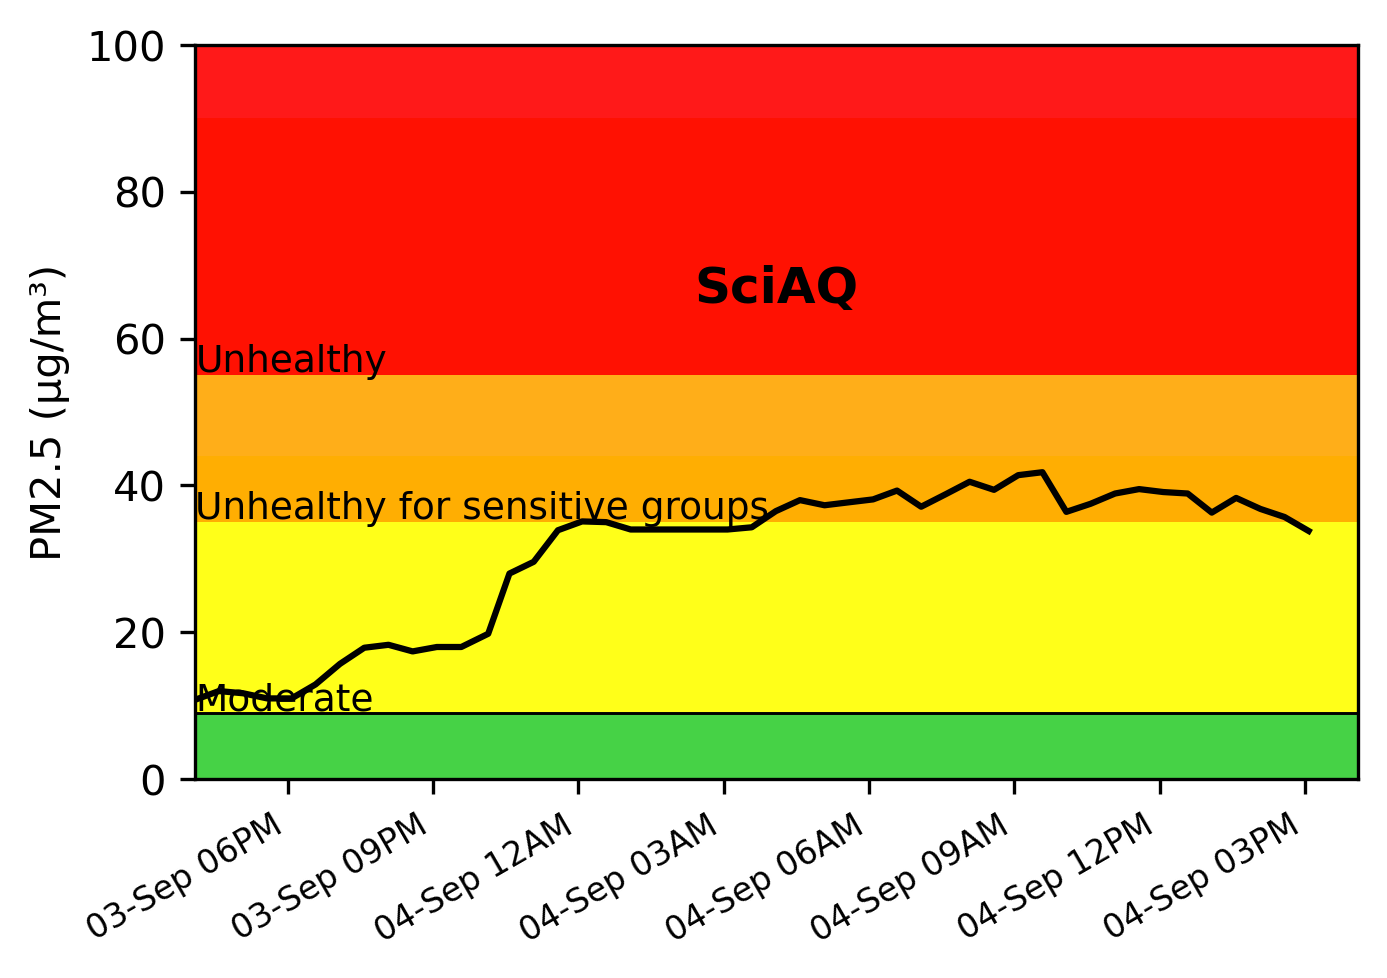 100
80
60
40
20
0
PM2.5 (µg/m³)
SciAQ
Unhealthy
Unhealthy for sensitive groups
Moderate
03-Sep 06PM
03-Sep 09PM
04-Sep 12AM
04-Sep 03AM
04-Sep 06AM
04-Sep 09AM
04-Sep 12PM
04-Sep 03PM